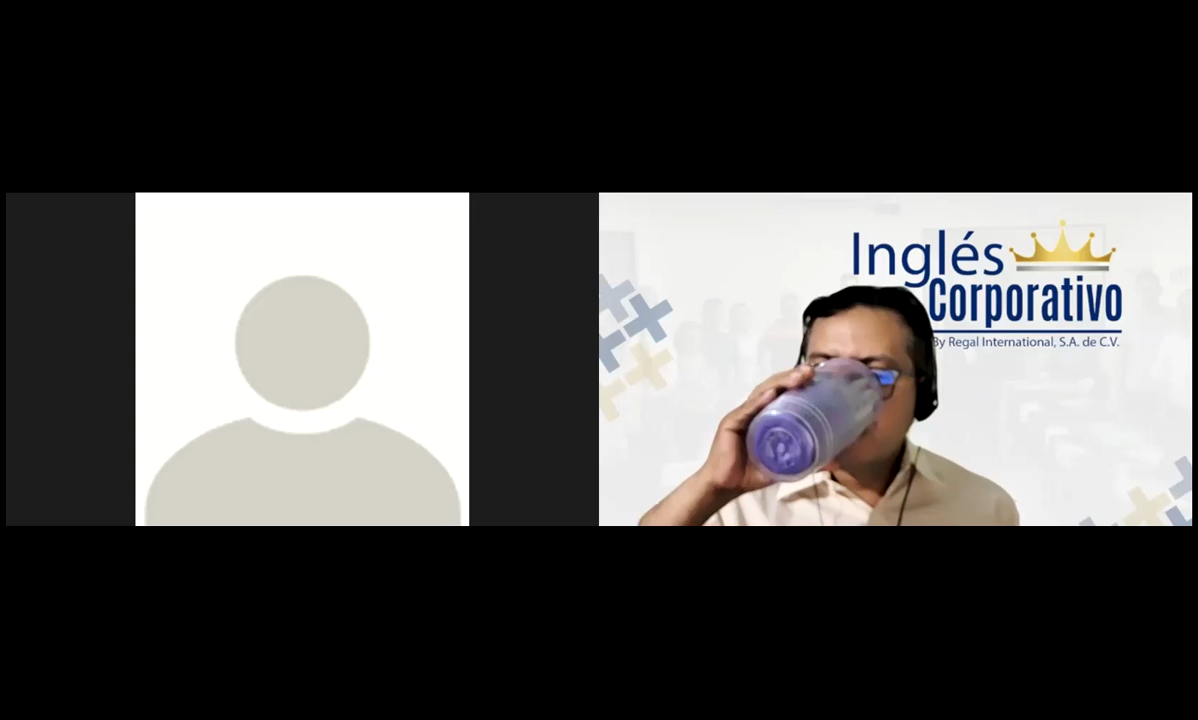 Inglés
Corporativo
By Regal International, S.A. de C.V.